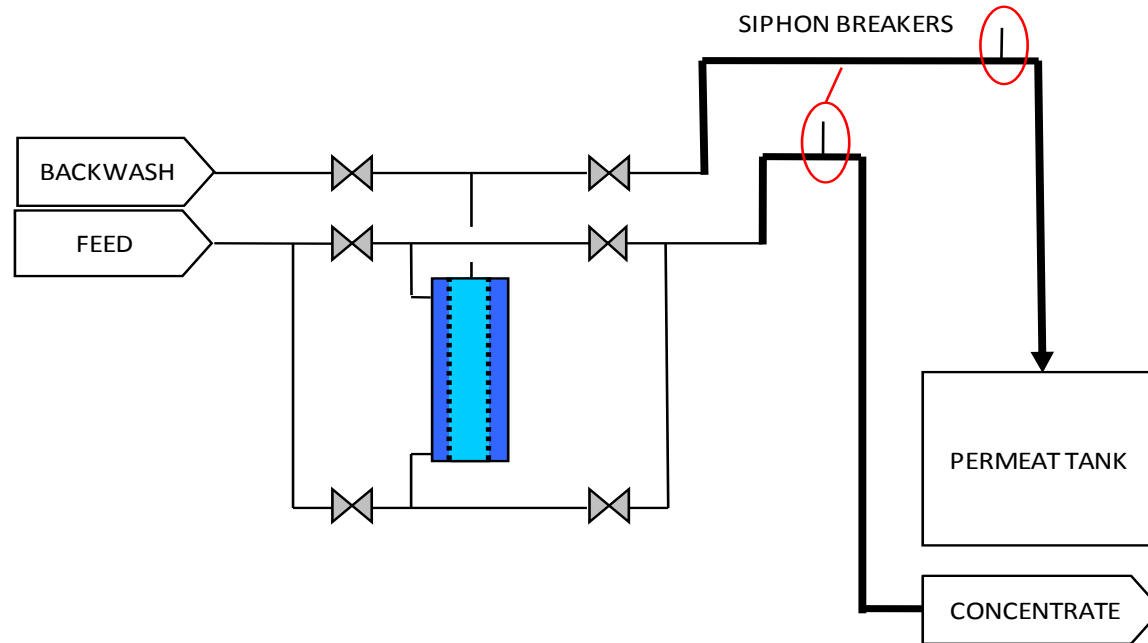 SIPHON BREAKERS
BACKWASH
FEED
PERMEAT TANK
CONCENTRATE